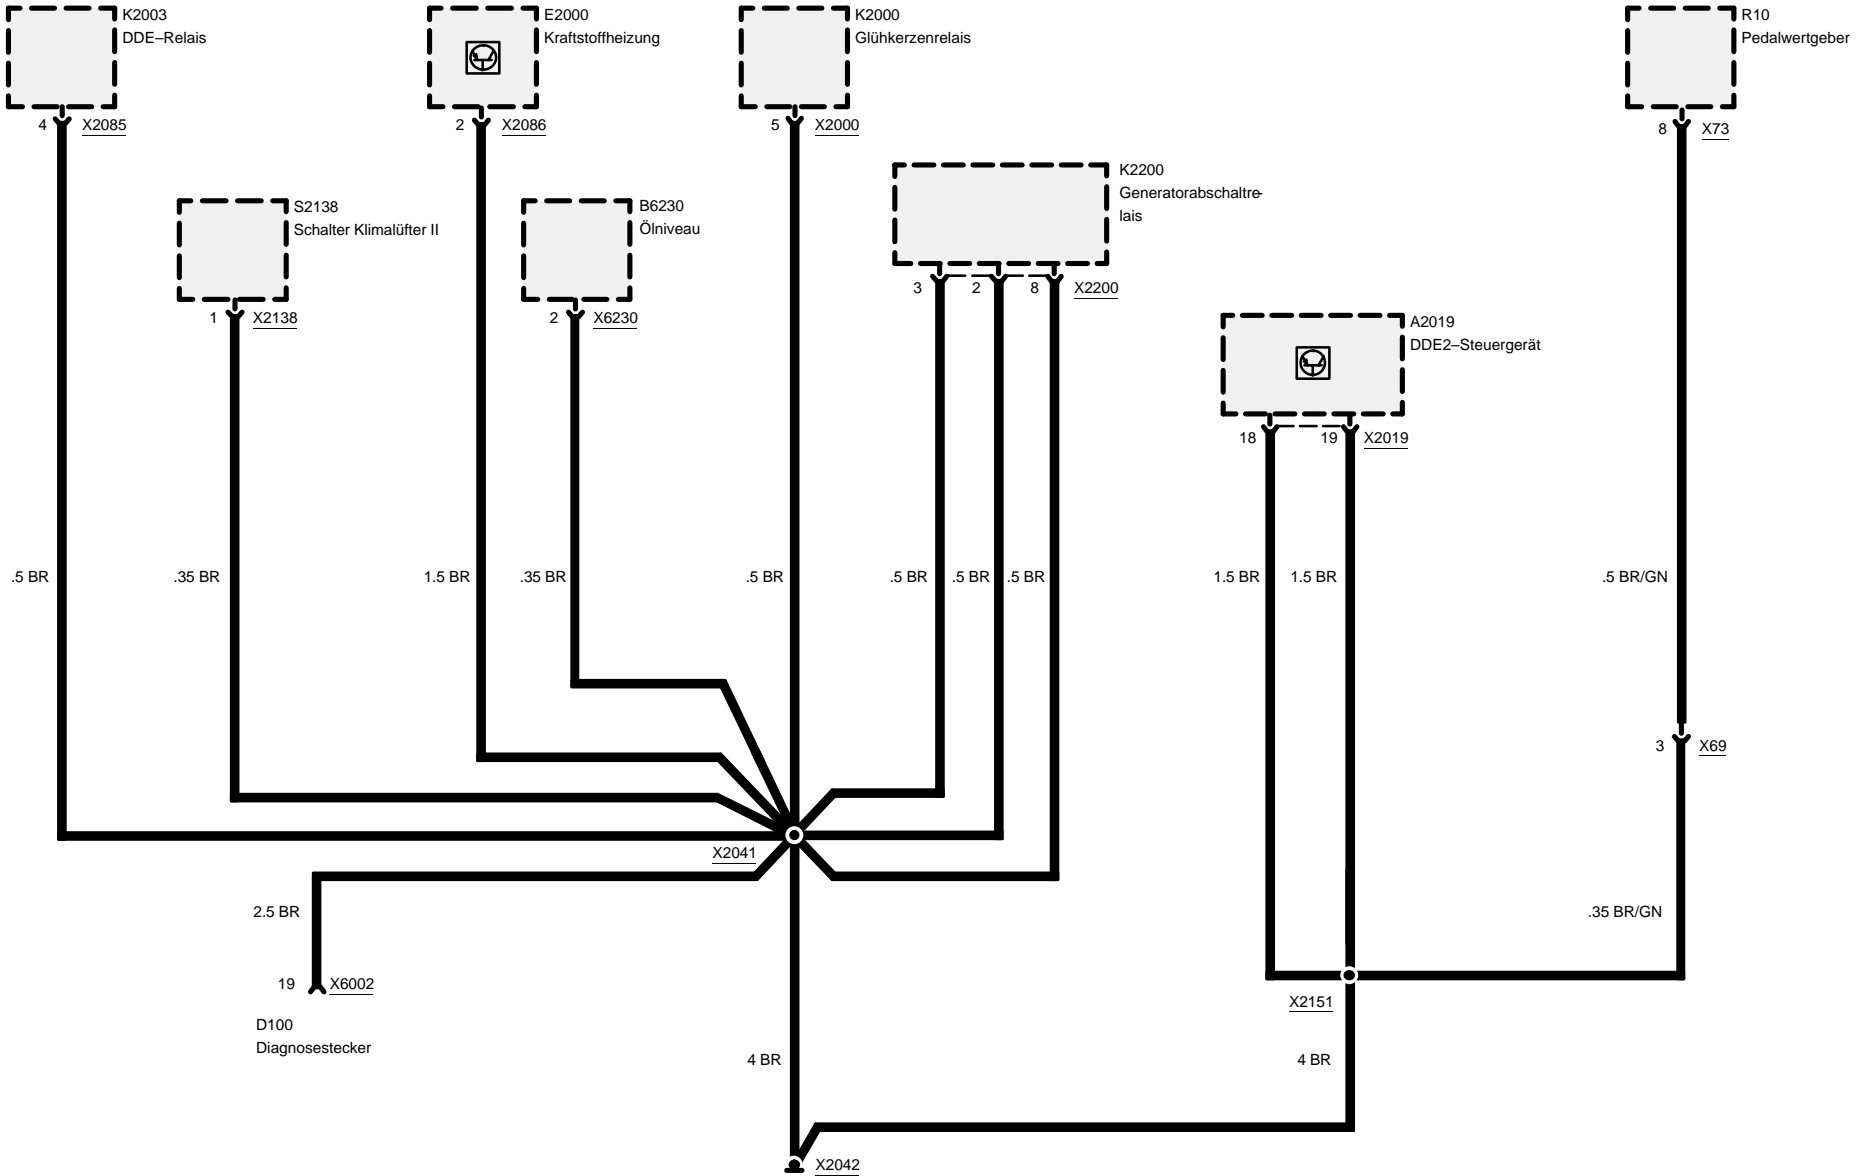 K2003
DDE–Relais
4 X2085
E2000
Kraftstoffheizung
2 X2086
K2000
Glühkerzenrelais
5 X2000
R10
Pedalwertgeber
8 X73
S2138
Schalter Klimalüfter II
1 X2138
B6230
Ölniveau
2 X6230
K2200
Generatorabschaltre-
lais
3 2 8 X2200
A2019
DDE2–Steuergerät
18 19 X2019
.5 BR .35 BR 1.5 BR .35 BR .5 BR .5 BR .5 BR .5 BR 1.5 BR 1.5 BR .5 BR/GN
3 X69
X2041
2.5 BR
.35 BR/GN
19 X6002
X2151
D100
Diagnosestecker
4 BR 4 BR
X2042